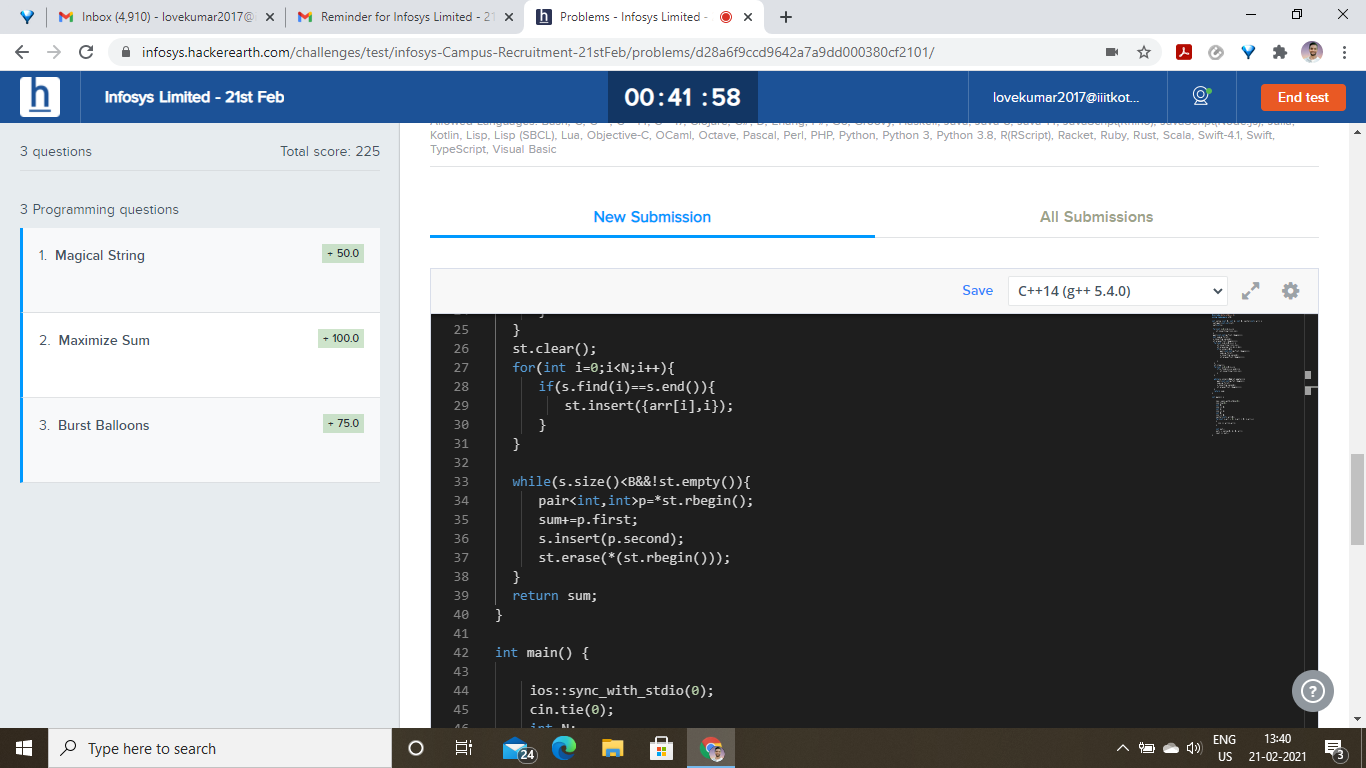 Inbox (4,910) - lovekumar2017@
Reminder for Infosys Limited - 21
Problems - Infosys Limited -
infosys.hackerearth.com/challenges/test/infosys-Campus-Recruitment-21stFeb/problems/d28a6f9ccd9642a7a9dd000380cf2101/
h
Infosys Limited - 21st Feb
00:41:58
lovekumar2017@iiitkot...
End test
3 questions
Total score: 225
3 Programming questions
1. Magical String
+ 50.0
2. Maximize Sum
+ 100.0
3. Burst Balloons
+ 75.0
Kotlin, Lisp, Lisp (SBCL), Lua, Objective-C, OCaml, Octave, Pascal, Perl, PHP, Python, Python 3, Python 3.8, R(RScript), Racket, Ruby, Rust, Scala, Swift-4.1, Swift,
TypeScript, Visual Basic
New Submission
All Submissions
Save
C++14 (g++ 5.4.0)
25 }
26 st.clear();
27 for(int i=0;i<N;i++){
28 if(s.find(i)==s.end()){
29 st.insert({arr[i],i});
30 }
31 }
32
33 while(s.size()<B&&!st.empty()){
34 pair<int,int>p=*st.rbegin();
35 sum+=p.first;
36 s.insert(p.second);
37 st.erase(*(st.rbegin()));
38 }
39 return sum;
40 }
41
42 int main() {
43
44 ios::sync_with_stdio(0);
45 cin.tie(0);
46 int N;
?
Type here to search
24
ENG
US
13:40
21-02-2021
3